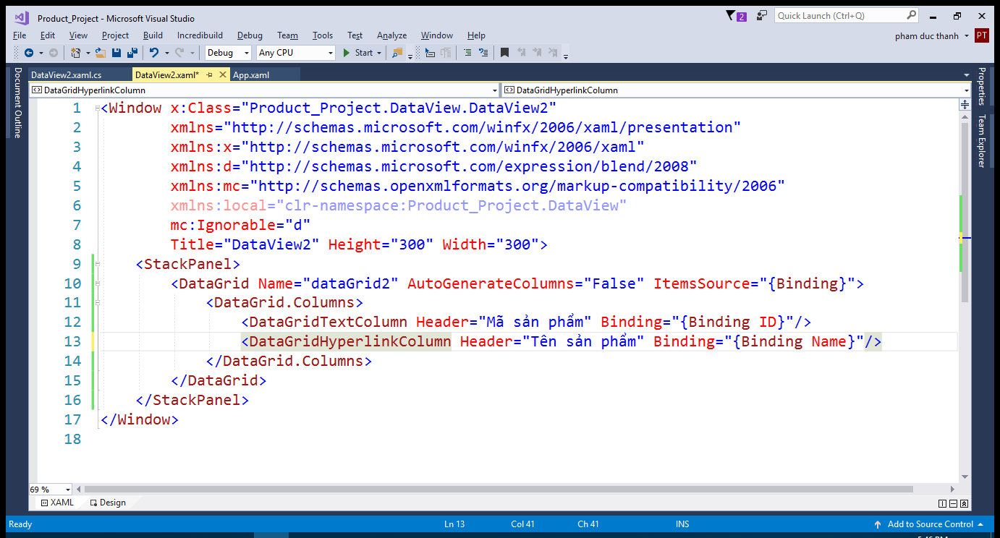 Product_Project - Microsoft Visual Studio
2
Quick Launch (Ctrl+Q)
File Edit View Project Build Incredibuild Debug Team Tools Test Analyze Window Help
pham duc thanh PT
Debug Any CPU Start
DataView2.xaml.cs DataView2.xaml* App.xaml
DataGridHyperlinkColumn DataGridHyperlinkColumn
Document Outline
Properties
Team Explorer
1 <Window x:Class="Product_Project.DataView.DataView2"
2 xmlns="http://schemas.microsoft.com/winfx/2006/xaml/presentation"
3 xmlns:x="http://schemas.microsoft.com/winfx/2006/xaml"
4 xmlns:d="http://schemas.microsoft.com/expression/blend/2008"
5 xmlns:mc="http://schemas.openxmlformats.org/markup-compatibility/2006"
6 xmlns:local="clr-namespace:Product_Project.DataView"
7 mc:Ignorable="d"
8 Title="DataView2" Height="300" Width="300">
9 <StackPanel>
10 <DataGrid Name="dataGrid2" AutoGenerateColumns="False" ItemsSource="{Binding}">
11 <DataGrid.Columns>
12 <DataGridTextColumn Header="Mã sản phẩm" Binding="{Binding ID}"/>
13 <DataGridHyperlinkColumn Header="Tên sản phẩm" Binding="{Binding Name}"/>
14 </DataGrid.Columns>
15 </DataGrid>
16 </StackPanel>
17 </Window>
18
69 %
XAML Design
Ready Ln 13 Col 41 Ch 41 INS Add to Source Control